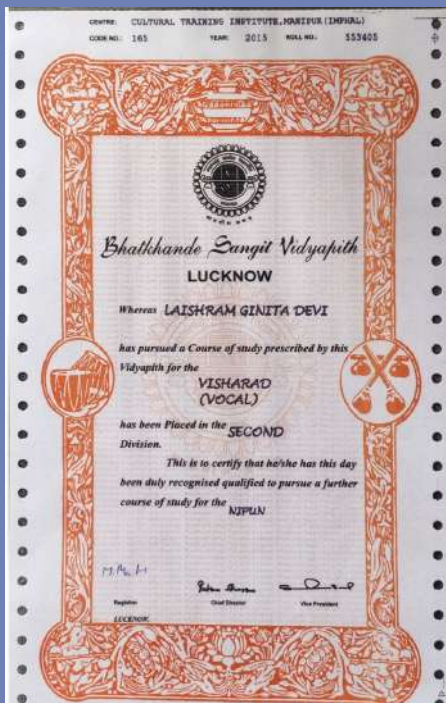 CENTRE: CULTURAL TRAINING INSTITUTE,MANIPUR(IMPHAL)
CODE NO.: 165 YEAR: 2015 ROLL NO.: 553405
Bhatkhande Sangit Vidyapith
LUCKNOW
Whereas LAISHRAM GINITA DEVI
has pursued a Course of study prescribed by this
Vidyapith for the
VISHARAD
(VOCAL)
has been Placed in the SECOND
Division.
This is to certify that he/she has this day
been duly recognised qualified to pursue a further
course of study for the NIPUN
Registrar Chief Director Vice President
LUCKNOW.